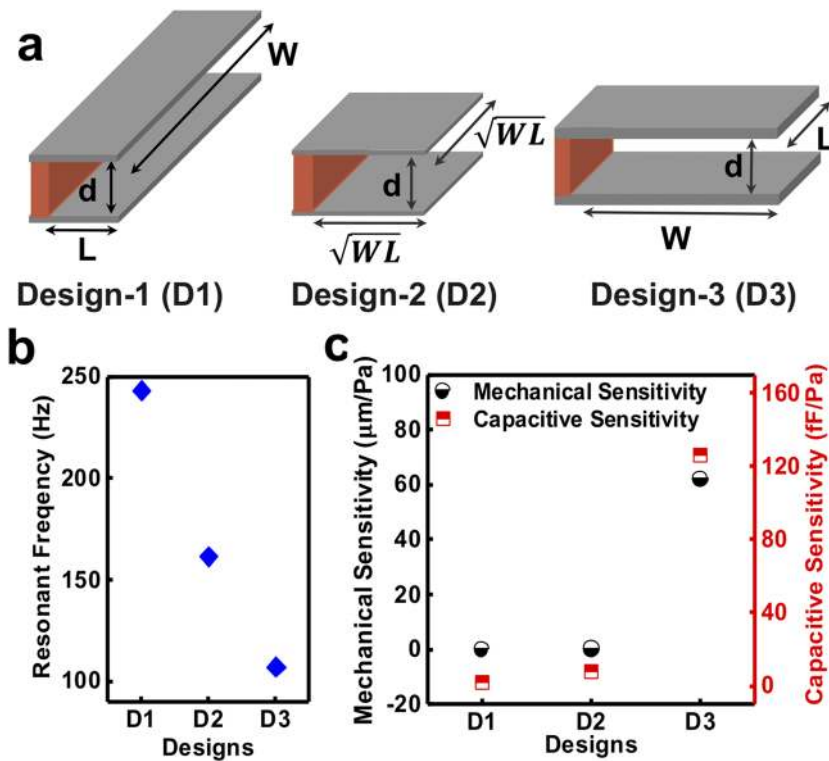 a
W
d
L
Design-1 (D1)
√WL
d
√WL
Design-2 (D2)
L
d
W
Design-3 (D3)
b
Resonant Freqency (Hz)
250
200
150
100
D1 D2 D3
Designs
c
Mechanical Sensitivity (μm/Pa)
100
80
60
40
20
0
-20
Mechanical Sensitivity
Capacitive Sensitivity
160
120
80
40
0
Capacitive Sensitivity (fF/Pa)
D1 D2 D3
Designs